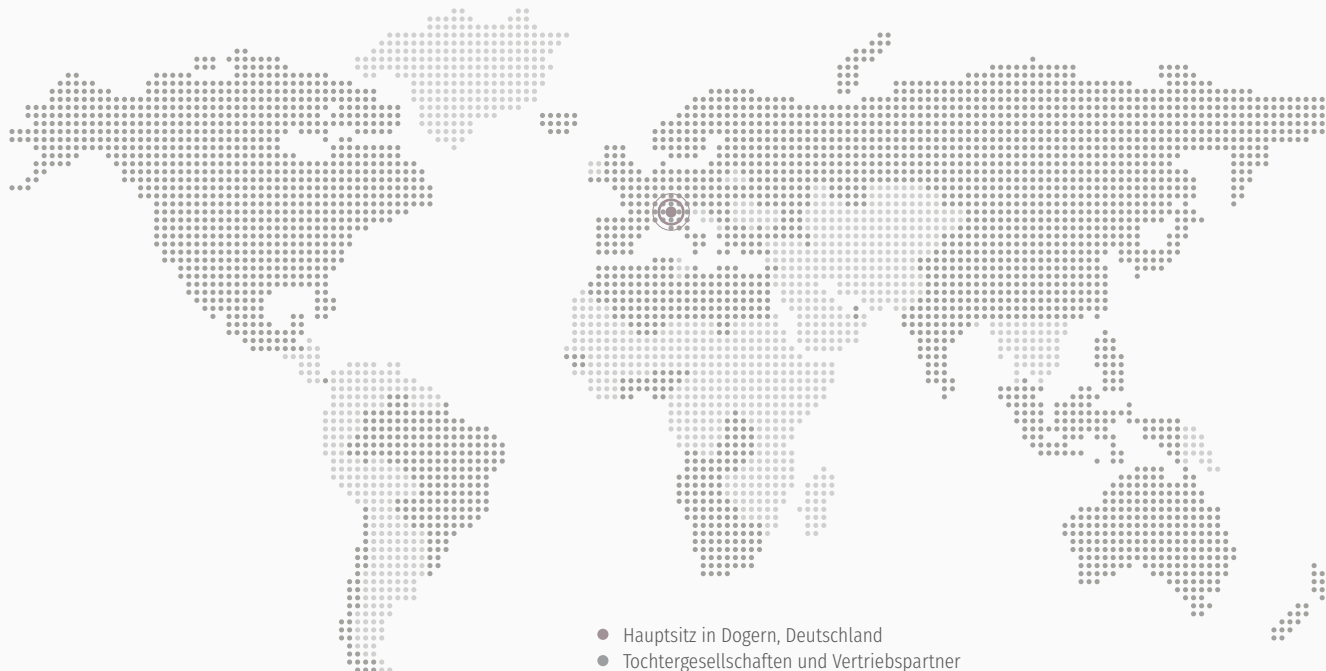 Hauptsitz in Dogern, Deutschland
Tochtergesellschaften und Vertriebspartner